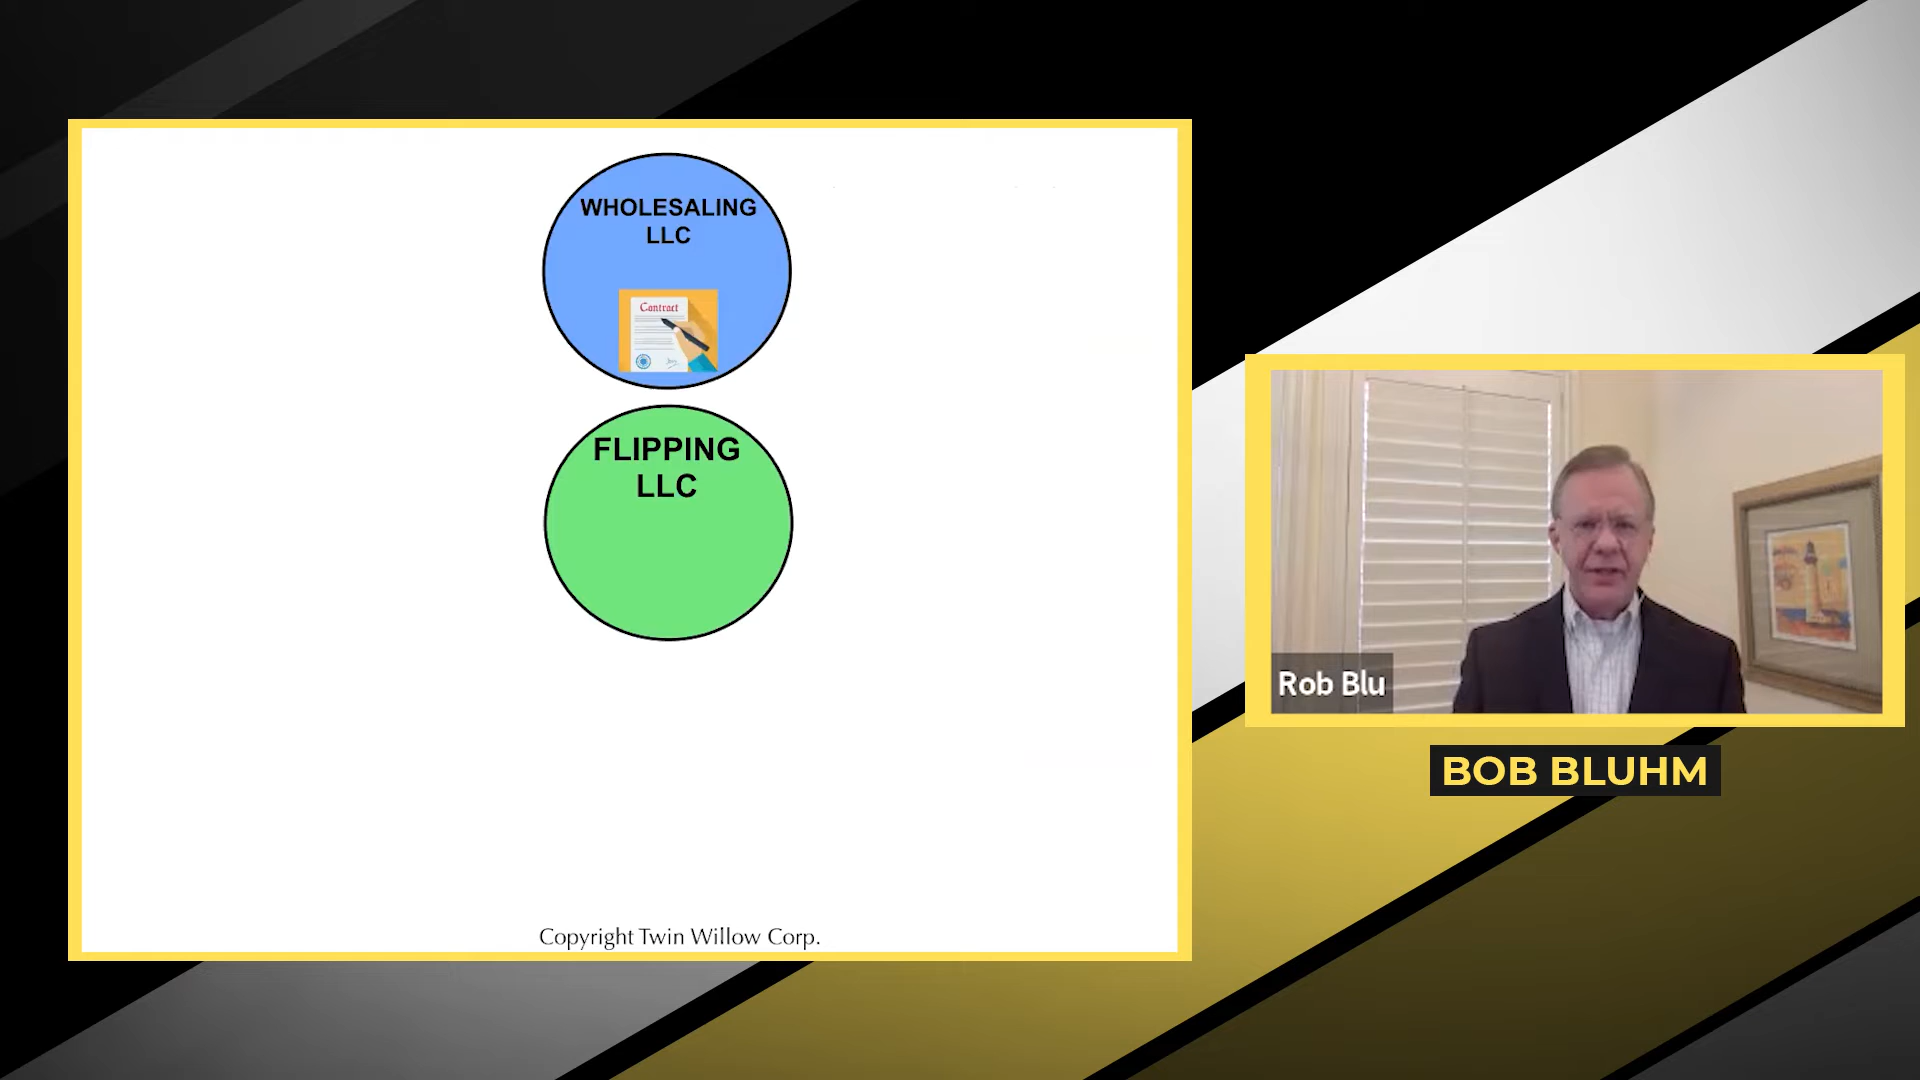 WHOLESALING
LLC
Contract
FLIPPING
LLC
Copyright Twin Willow Corp.
Rob Blu
BOB BLUHM